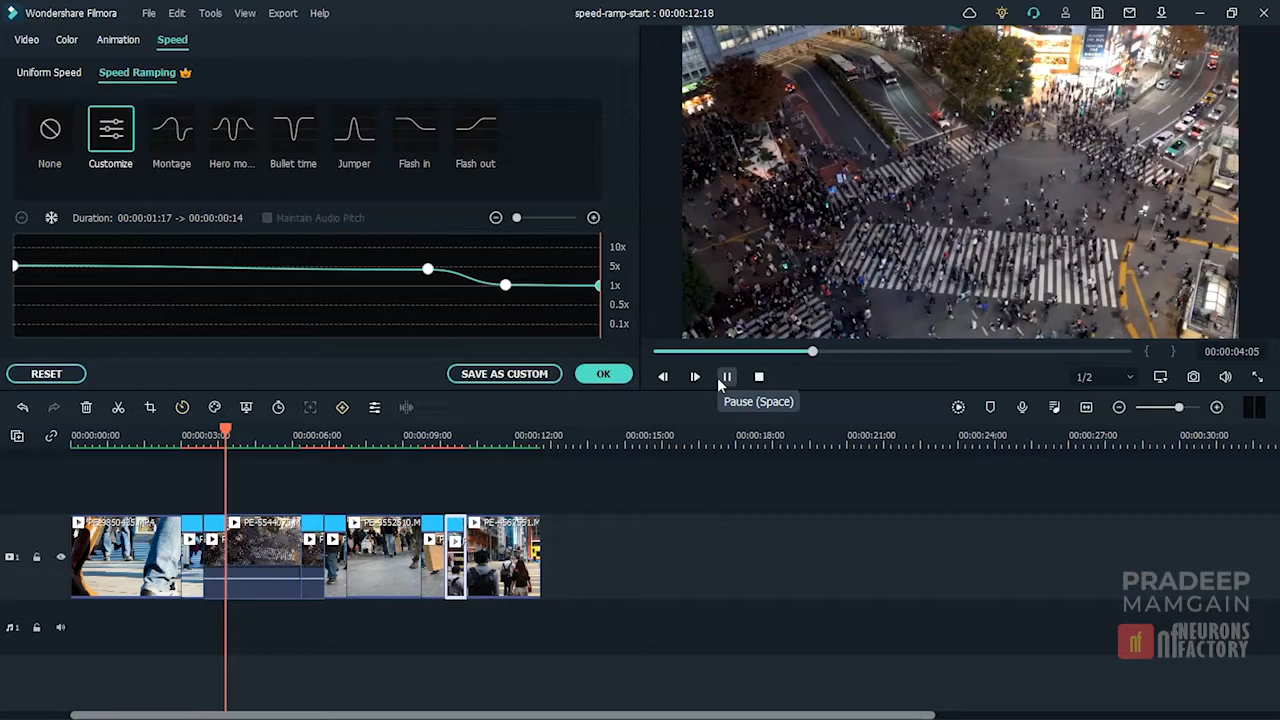 Wondershare Filmora File Edit Tools View Export Help speed-ramp-start : 00:00:12:18
Video Color Animation Speed
Uniform Speed Speed Ramping
None Customize Montage Hero mo... Bullet time Jumper Flash in Flash out
Duration: 00:00:01:17 -> 00:00:00:14 Maintain Audio Pitch
10x
5x
1x
0.5x
0.1x
00:00:04:05
RESET SAVE AS CUSTOM OK
1/2
Pause (Space)
00:00:00:00 00:00:03:00 00:00:06:00 00:00:09:00 00:00:12:00 00:00:15:00 00:00:18:00 00:00:21:00 00:00:24:00 00:00:27:00 00:00:30:00
1
1
PRADEEP
MAMGAIN
nf nf NEURONS
FACTORY